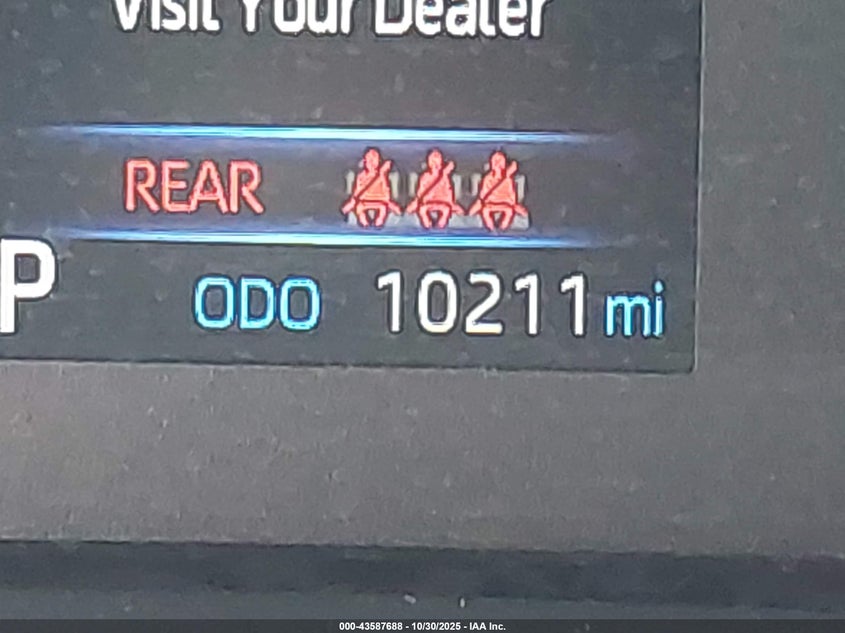 Visit Your Dealer
REAR
P
ODO 10211 mi
000-43587688 - 10/30/2025 - IAA Inc.